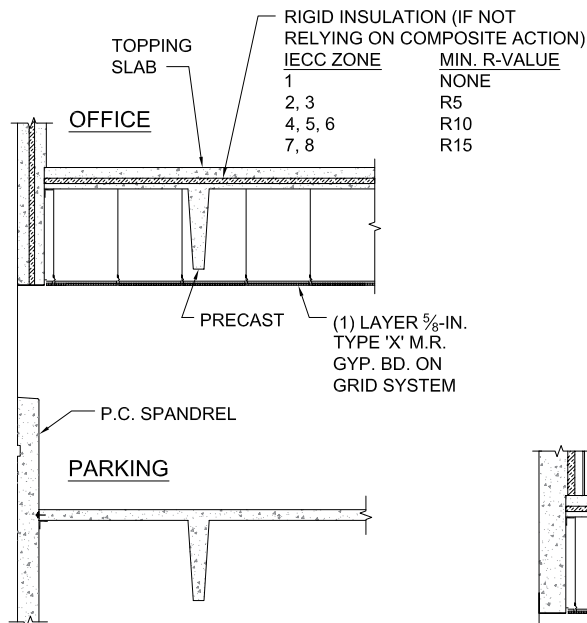 RIGID INSULATION (IF NOT
RELYING ON COMPOSITE ACTION)
IECC ZONE MIN. R-VALUE
1 NONE
2, 3 R5
4, 5, 6 R10
7, 8 R15
TOPPING
SLAB
OFFICE
PRECAST
(1) LAYER ⅝-IN.
TYPE 'X' M.R.
GYP. BD. ON
GRID SYSTEM
P.C. SPANDREL
PARKING